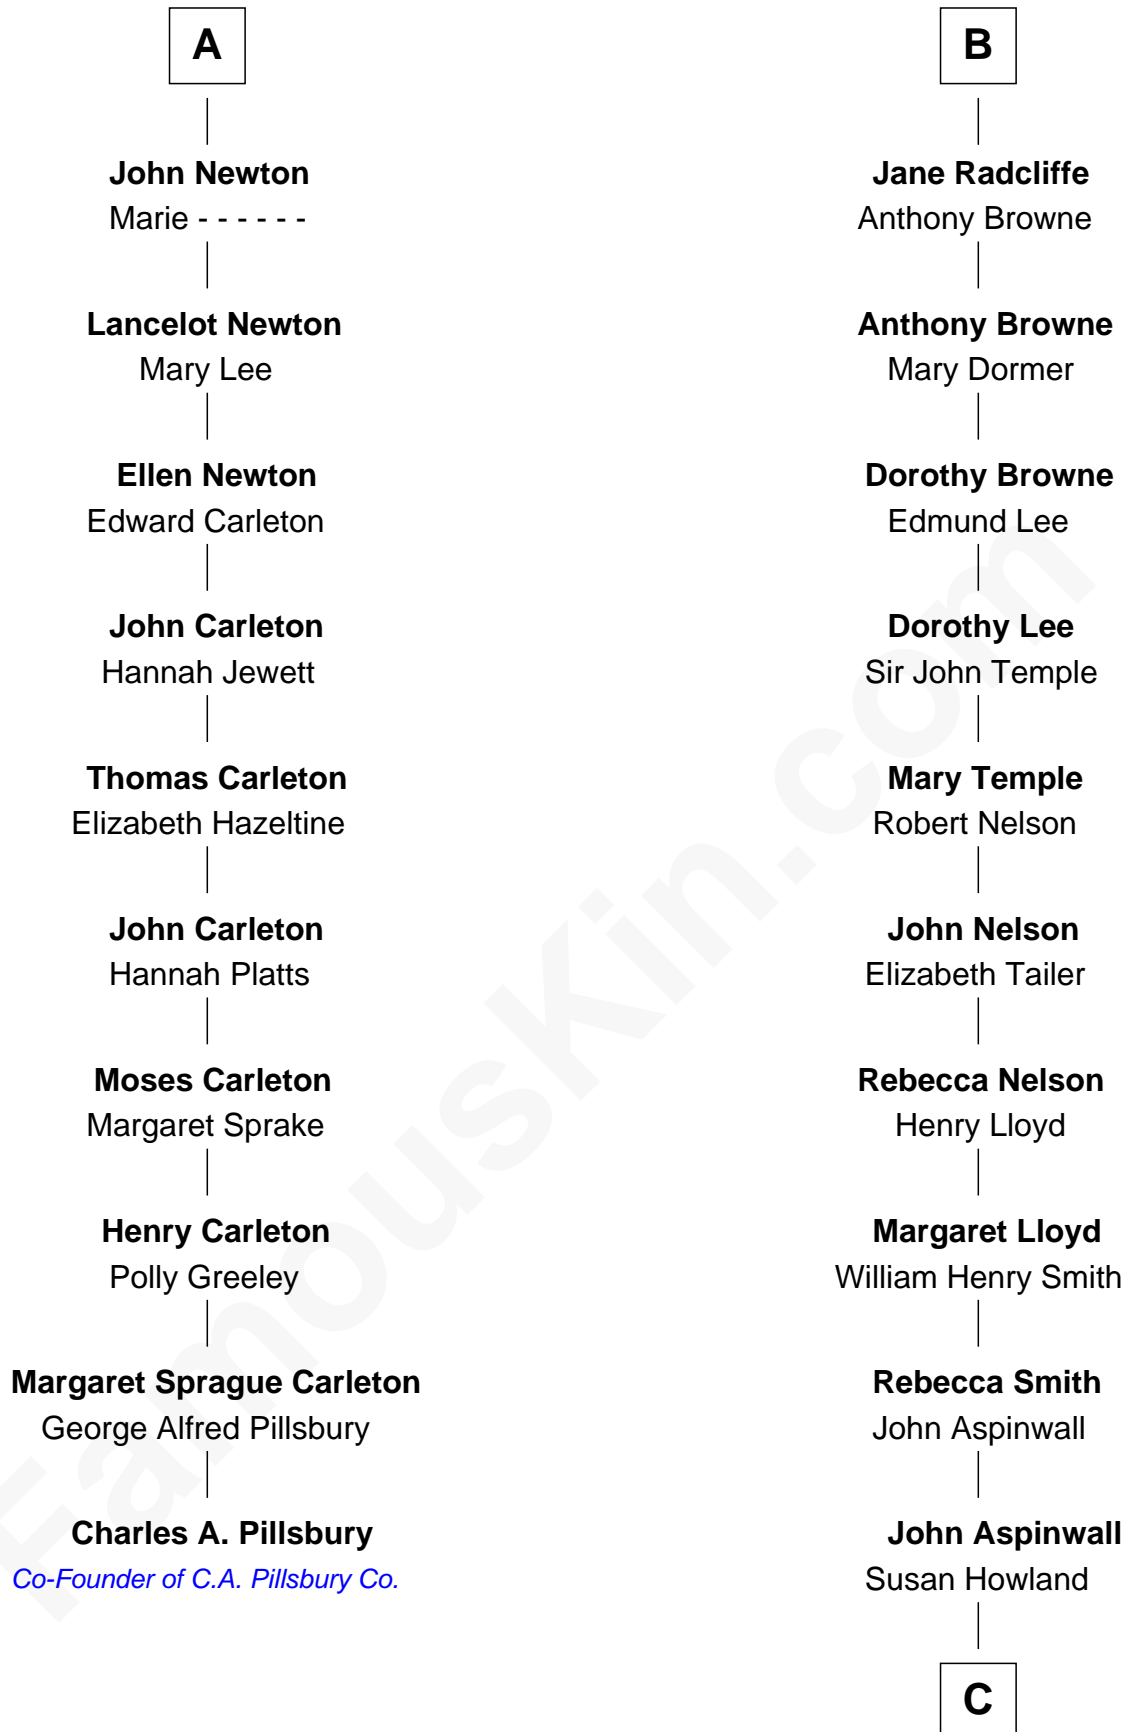 A
John Newton
Marie - - - - - -
Lancelot Newton
Mary Lee
Ellen Newton
Edward Carleton
John Carleton
Hannah Jewett
Thomas Carleton
Elizabeth Hazeltine
John Carleton
Hannah Platts
Moses Carleton
Margaret Sprake
Henry Carleton
Polly Greeley
Margaret Sprague Carleton
George Alfred Pillsbury
Charles A. Pillsbury
Co-Founder of C.A. Pillsbury Co.
B
Jane Radcliffe
Anthony Browne
Anthony Browne
Mary Dormer
Dorothy Browne
Edmund Lee
Dorothy Lee
Sir John Temple
Mary Temple
Robert Nelson
John Nelson
Elizabeth Tailer
Rebecca Nelson
Henry Lloyd
Margaret Lloyd
William Henry Smith
Rebecca Smith
John Aspinwall
John Aspinwall
Susan Howland
C
FamousKin.com